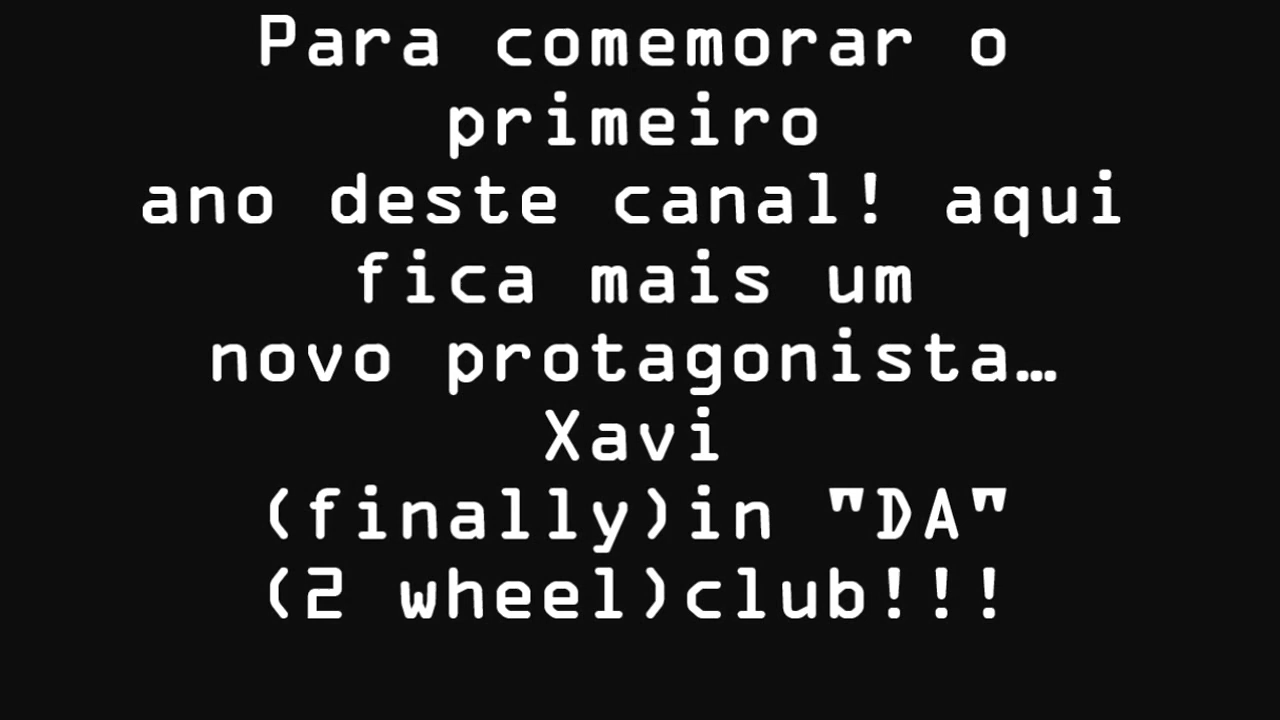 Para comemorar o
primeiro
ano deste canal! aqui
fica mais um
novo protagonista…
Xavi
(finally)in "DA"
(2 wheel)club!!!